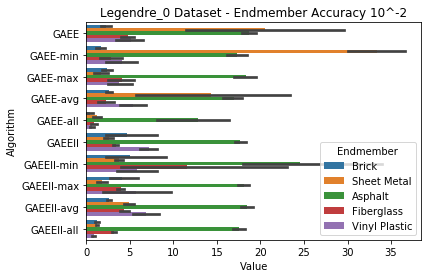 Legendre_0 Dataset - Endmember Accuracy 10^-2
Algorithm
GAEE
GAEE-min
GAEE-max
GAEE-avg
GAEE-all
GAEEII
GAEEII-min
GAEEII-max
GAEEII-avg
GAEEII-all
Endmember
Brick
Sheet Metal
Asphalt
Fiberglass
Vinyl Plastic
0 5 10 15 20 25 30 35
Value